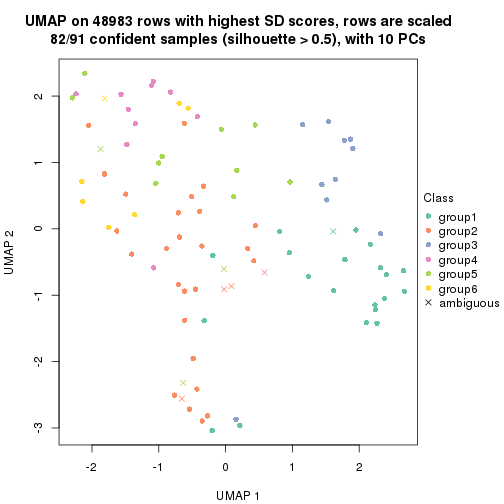 UMAP on 48983 rows with highest SD scores, rows are scaled
82/91 confident samples (silhouette > 0.5), with 10 PCs
2
1
0
-1
-2
-3
UMAP 2
-2
-1
0
1
2
UMAP 1
Class
group1
group2
group3
group4
group5
group6
ambiguous